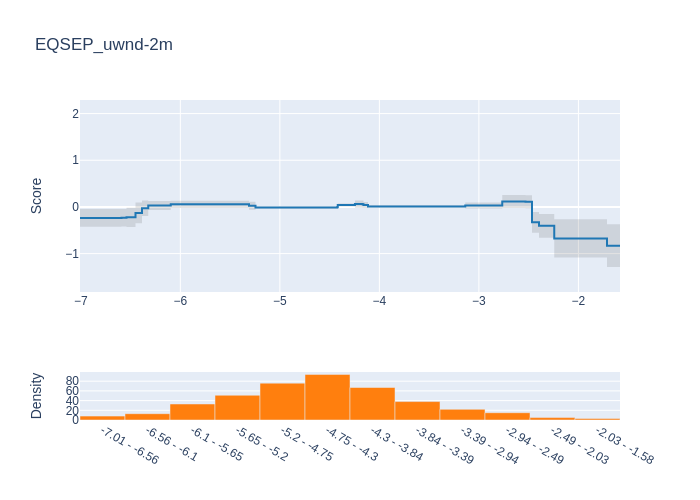 EQSEP_uwnd-2m
Score
2
1
0
−1
−7
−6
−5
−4
−3
−2
Density
80
60
40
20
0
-7.01 - -6.56
-6.56 - -6.1
-6.1 - -5.65
-5.65 - -5.2
-5.2 - -4.75
-4.75 - -4.3
-4.3 - -3.84
-3.84 - -3.39
-3.39 - -2.94
-2.94 - -2.49
-2.49 - -2.03
-2.03 - -1.58